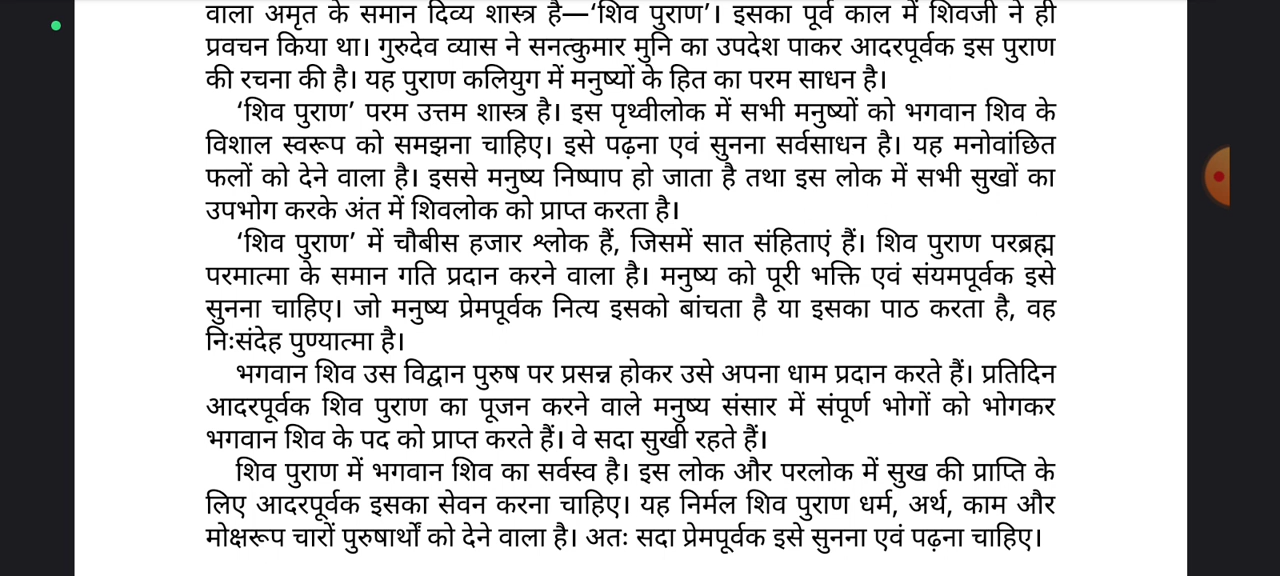 वाला अमृत के समान दिव्य शास्त्र है—‘शिव पुराण’। इसका पूर्व काल में शिवजी ने ही
प्रवचन किया था। गुरुदेव व्यास ने सनत्कुमार मुनि का उपदेश पाकर आदरपूर्वक इस पुराण
की रचना की है। यह पुराण कलियुग में मनुष्यों के हित का परम साधन है।
‘शिव पुराण’ परम उत्तम शास्त्र है। इस पृथ्वीलोक में सभी मनुष्यों को भगवान शिव के
विशाल स्वरूप को समझना चाहिए। इसे पढ़ना एवं सुनना सर्वसाधन है। यह मनोवांछित
फलों को देने वाला है। इससे मनुष्य निष्पाप हो जाता है तथा इस लोक में सभी सुखों का
उपभोग करके अंत में शिवलोक को प्राप्त करता है।
‘शिव पुराण’ में चौबीस हजार श्लोक हैं, जिसमें सात संहिताएं हैं। शिव पुराण परब्रह्म
परमात्मा के समान गति प्रदान करने वाला है। मनुष्य को पूरी भक्ति एवं संयमपूर्वक इसे
सुनना चाहिए। जो मनुष्य प्रेमपूर्वक नित्य इसको बांचता है या इसका पाठ करता है, वह
निःसंदेह पुण्यात्मा है।
भगवान शिव उस विद्वान पुरुष पर प्रसन्न होकर उसे अपना धाम प्रदान करते हैं। प्रतिदिन
आदरपूर्वक शिव पुराण का पूजन करने वाले मनुष्य संसार में संपूर्ण भोगों को भोगकर
भगवान शिव के पद को प्राप्त करते हैं। वे सदा सुखी रहते हैं।
शिव पुराण में भगवान शिव का सर्वस्व है। इस लोक और परलोक में सुख की प्राप्ति के
लिए आदरपूर्वक इसका सेवन करना चाहिए। यह निर्मल शिव पुराण धर्म, अर्थ, काम और
मोक्षरूप चारों पुरुषार्थों को देने वाला है। अतः सदा प्रेमपूर्वक इसे सुनना एवं पढ़ना चाहिए।